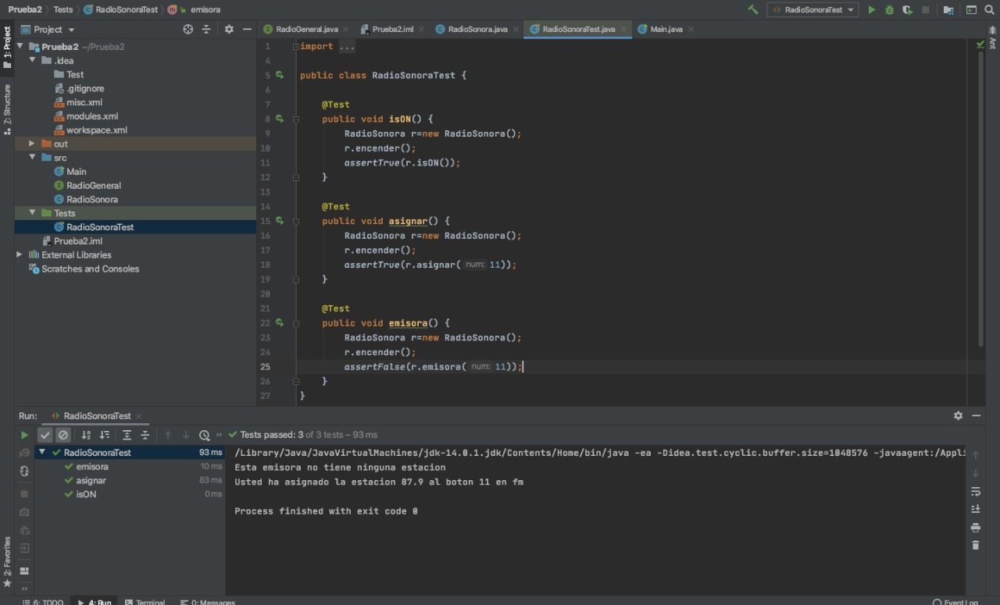 Prueba2 Tests RadioSonoraTest m emisora RadioSonoraTest
1: Project
Z: Structure
2: Favorites
Project
Prueba2 ~/Prueba2
.idea
Test
.gitignore
misc.xml
modules.xml
workspace.xml
out
src
Main
RadioGeneral
RadioSonora
Tests
RadioSonoraTest
Prueba2.iml
External Libraries
Scratches and Consoles
RadioGeneral.java Prueba2.iml RadioSonora.java RadioSonoraTest.java Main.java
Ant
1 import ...
4
5 public class RadioSonoraTest {
6
7 @Test
8 public void isON() {
9 RadioSonora r=new RadioSonora();
10 r.encender();
11 assertTrue(r.isON());
12 }
13
14 @Test
15 public void asignar() {
16 RadioSonora r=new RadioSonora();
17 r.encender();
18 assertTrue(r.asignar( num: 11));
19 }
20
21 @Test
22 public void emisora() {
23 RadioSonora r=new RadioSonora();
24 r.encender();
25 assertFalse(r.emisora( num: 11));
26 }
27 }
Run: RadioSonoraTest
Tests passed: 3 of 3 tests – 93 ms
RadioSonoraTest 93 ms
emisora 10 ms
asignar 83 ms
isON 0 ms
/Library/Java/JavaVirtualMachines/jdk-14.0.1.jdk/Contents/Home/bin/java -ea -Didea.test.cyclic.buffer.size=1048576 -javaagent:/Appli
Esta emisora no tiene ninguna estacion
Usted ha asignado la estacion 87.9 al boton 11 en fm
Process finished with exit code 0
6: TODO 4: Run Terminal 0: Messages Event Log